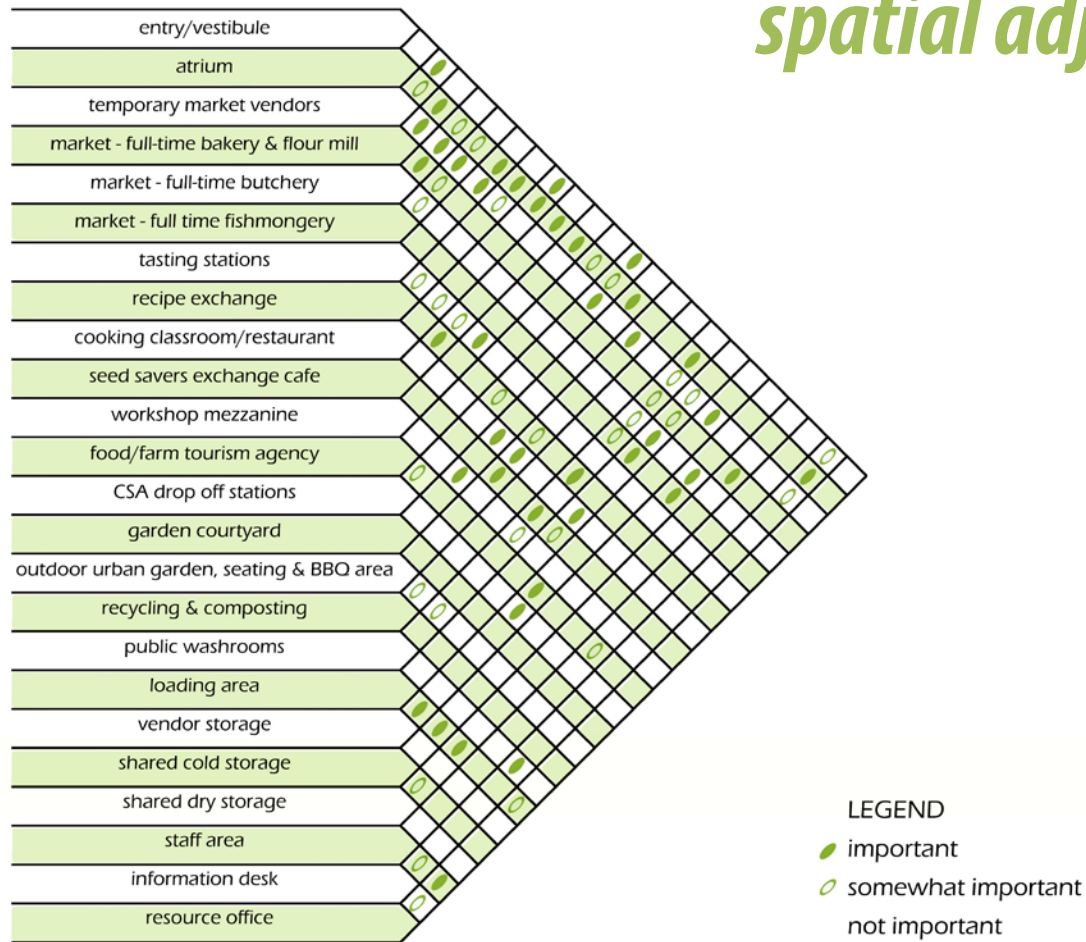 spatial adj
entry/vestibule
atrium
temporary market vendors
market - full-time bakery & flour mill
market - full-time butchery
market - full time fishmongery
tasting stations
recipe exchange
cooking classroom/restaurant
seed savers exchange cafe
workshop mezzanine
food/farm tourism agency
CSA drop off stations
garden courtyard
outdoor urban garden, seating & BBQ area
recycling & composting
public washrooms
loading area
vendor storage
shared cold storage
shared dry storage
staff area
information desk
resource office
LEGEND
important
somewhat important
not important